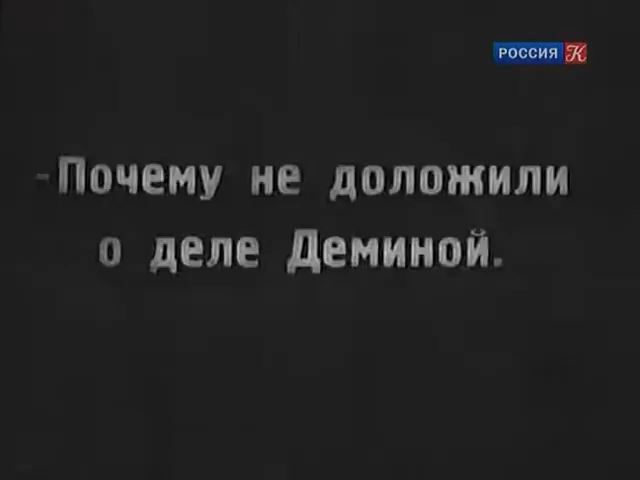 РОССИЯ К
-Почему не доложили
о деле Деминой.